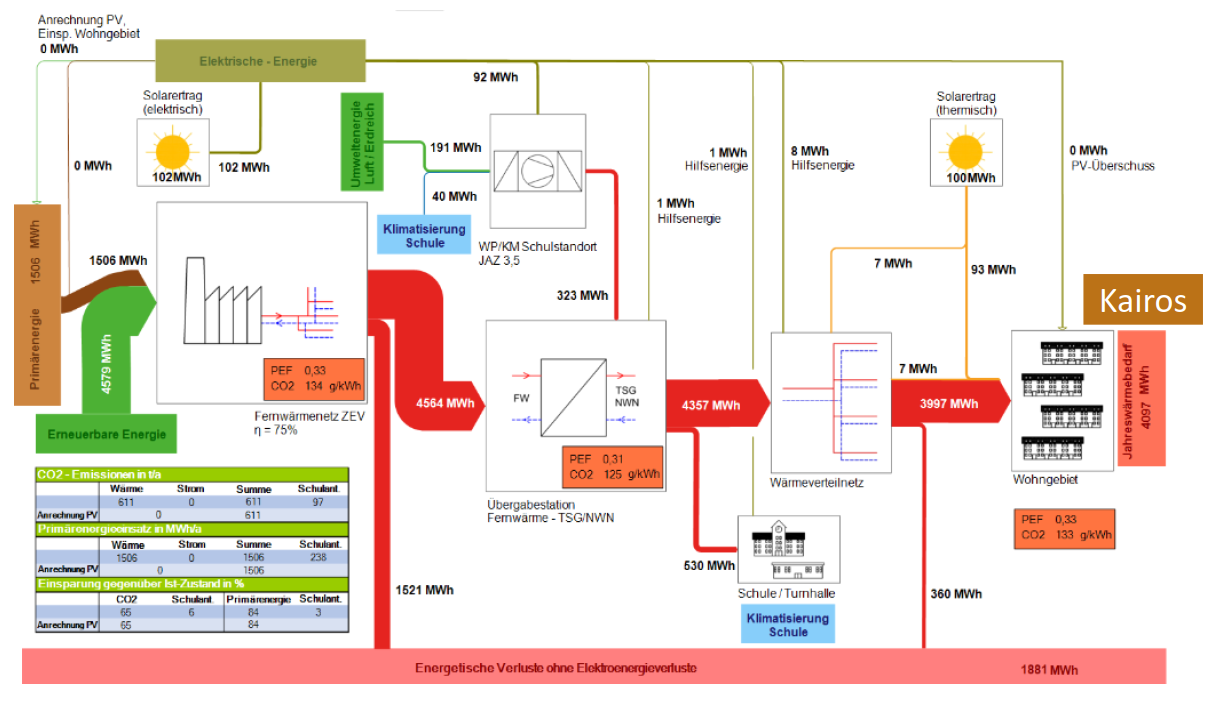 Anrechnung PV,
Einsp. Wohngebiet
0 MWh
Elektrische - Energie
92 MWh
Solarertrag
(elektrisch)
102MWh
102 MWh
0 MWh
Umweltenergie
Luft / Erdreich
191 MWh
40 MWh
Klimatisierung
Schule
WP/KM Schulstandort
JAZ 3,5
323 MWh
1 MWh
Hilfsenergie
1 MWh
Hilfsenergie
8 MWh
Hilfsenergie
Solarertrag
(thermisch)
100MWh
0 MWh
PV-Überschuss
7 MWh
93 MWh
Kairos
Primärenergie 1506 MWh
1506 MWh
4579 MWh
Erneuerbare Energie
PEF 0,33
CO2 134 g/kWh
Fernwärmenetz ZEV
η = 75%
4564 MWh
FW
TSG
NWN
PEF 0,31
CO2 125 g/kWh
Übergabestation
Fernwärme - TSG/NWN
4357 MWh
Wärmeverteilnetz
7 MWh
3997 MWh
Jahreswärmebedarf
4097 MWh
Wohngebiet
PEF 0,33
CO2 133 g/kWh
530 MWh
Schule / Turnhalle
Klimatisierung
Schule
360 MWh
1521 MWh
CO2 - Emissionen in t/a
Wärme Strom Summe Schulant.
611 0 611 97
Anrechnung PV 0 611
Primärenergieeinsatz in MWh/a
Wärme Strom Summe Schulant.
1506 0 1506 238
Anrechnung PV 0 1506
Einsparung gegenüber Ist-Zustand in %
CO2 Schulant. Primärenergie Schulant.
65 6 84 3
Anrechnung PV 65 84
Energetische Verluste ohne Elektroenergieverluste
1881 MWh